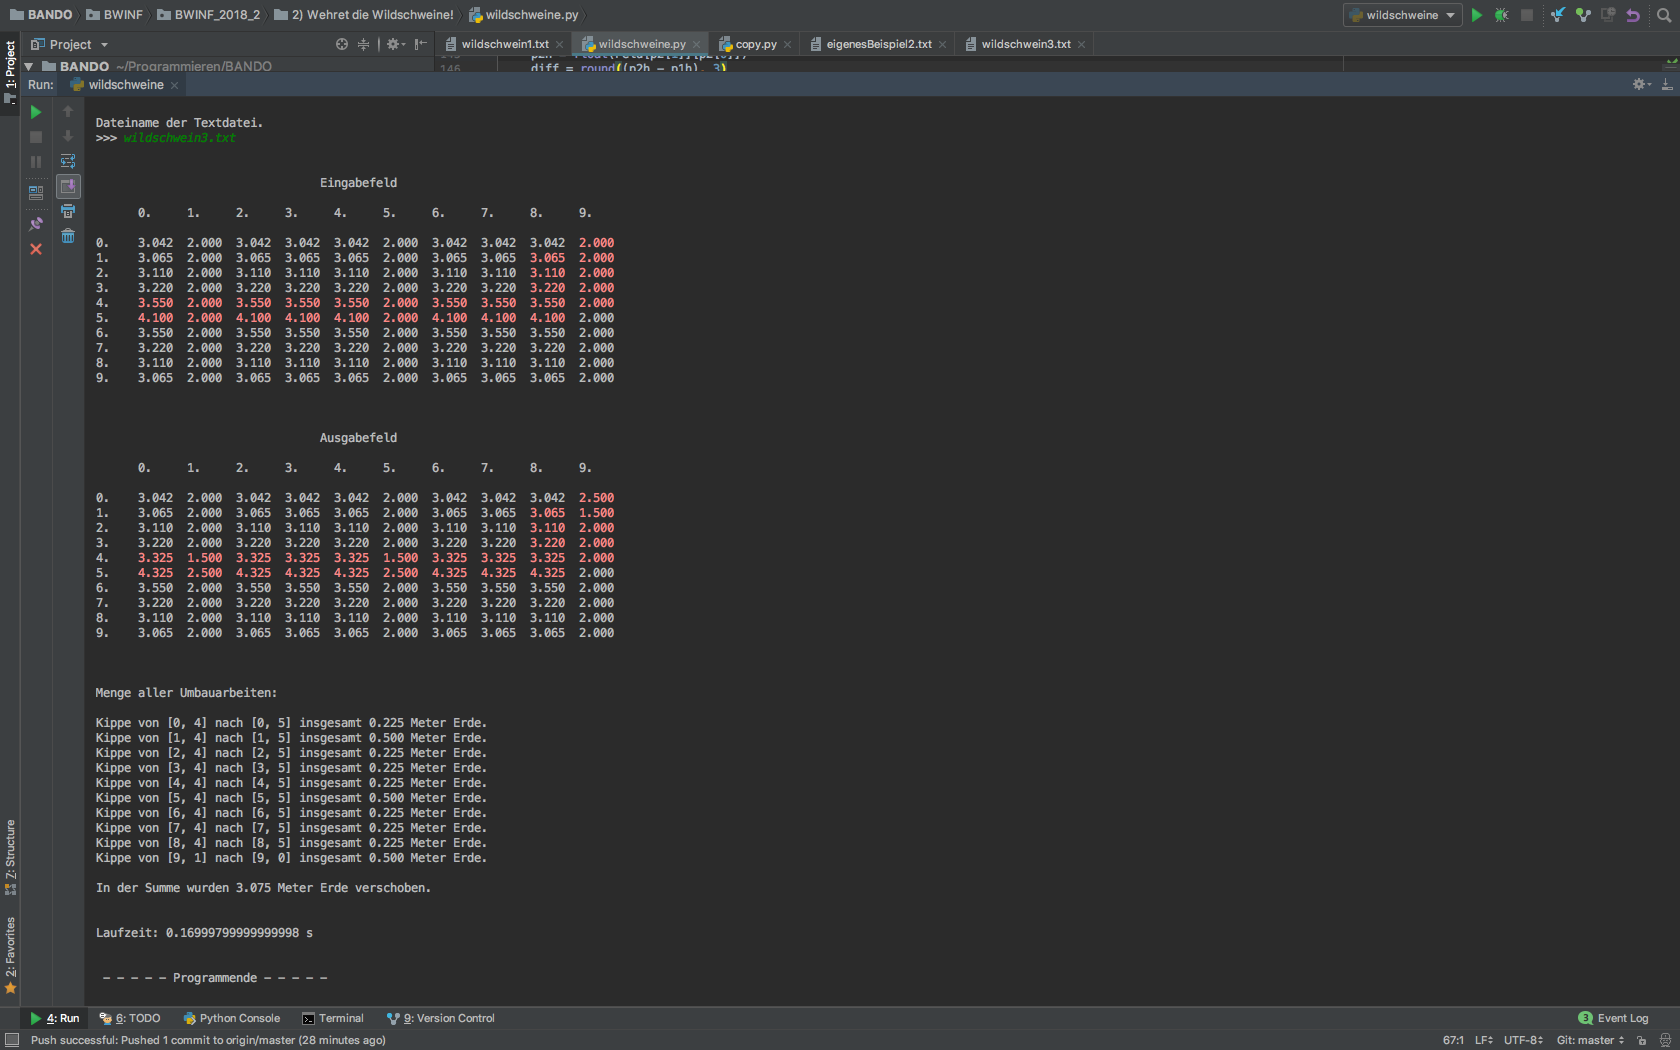 BANDO BWINF BWINF_2018_2 2) Wehret die Wildschweine! wildschweine.py wildschweine
1: Project
Project wildschwein1.txt wildschweine.py copy.py eigenesBeispiel2.txt wildschwein3.txt
BANDO ~/Programmieren/BANDO
146 diff = round((p2h - p1h), 3)
Run: wildschweine
Dateiname der Textdatei.
>>> wildschwein3.txt
Eingabefeld
0. 1. 2. 3. 4. 5. 6. 7. 8. 9.
0. 3.042 2.000 3.042 3.042 3.042 2.000 3.042 3.042 3.042 2.000
1. 3.065 2.000 3.065 3.065 3.065 2.000 3.065 3.065 3.065 2.000
2. 3.110 2.000 3.110 3.110 3.110 2.000 3.110 3.110 3.110 2.000
3. 3.220 2.000 3.220 3.220 3.220 2.000 3.220 3.220 3.220 2.000
4. 3.550 2.000 3.550 3.550 3.550 2.000 3.550 3.550 3.550 2.000
5. 4.100 2.000 4.100 4.100 4.100 2.000 4.100 4.100 4.100 2.000
6. 3.550 2.000 3.550 3.550 3.550 2.000 3.550 3.550 3.550 2.000
7. 3.220 2.000 3.220 3.220 3.220 2.000 3.220 3.220 3.220 2.000
8. 3.110 2.000 3.110 3.110 3.110 2.000 3.110 3.110 3.110 2.000
9. 3.065 2.000 3.065 3.065 3.065 2.000 3.065 3.065 3.065 2.000
Ausgabefeld
0. 1. 2. 3. 4. 5. 6. 7. 8. 9.
0. 3.042 2.000 3.042 3.042 3.042 2.000 3.042 3.042 3.042 2.500
1. 3.065 2.000 3.065 3.065 3.065 2.000 3.065 3.065 3.065 1.500
2. 3.110 2.000 3.110 3.110 3.110 2.000 3.110 3.110 3.110 2.000
3. 3.220 2.000 3.220 3.220 3.220 2.000 3.220 3.220 3.220 2.000
4. 3.325 1.500 3.325 3.325 3.325 1.500 3.325 3.325 3.325 2.000
5. 4.325 2.500 4.325 4.325 4.325 2.500 4.325 4.325 4.325 2.000
6. 3.550 2.000 3.550 3.550 3.550 2.000 3.550 3.550 3.550 2.000
7. 3.220 2.000 3.220 3.220 3.220 2.000 3.220 3.220 3.220 2.000
8. 3.110 2.000 3.110 3.110 3.110 2.000 3.110 3.110 3.110 2.000
9. 3.065 2.000 3.065 3.065 3.065 2.000 3.065 3.065 3.065 2.000
Menge aller Umbauarbeiten:
Kippe von [0, 4] nach [0, 5] insgesamt 0.225 Meter Erde.
Kippe von [1, 4] nach [1, 5] insgesamt 0.500 Meter Erde.
Kippe von [2, 4] nach [2, 5] insgesamt 0.225 Meter Erde.
Kippe von [3, 4] nach [3, 5] insgesamt 0.225 Meter Erde.
Kippe von [4, 4] nach [4, 5] insgesamt 0.225 Meter Erde.
Kippe von [5, 4] nach [5, 5] insgesamt 0.500 Meter Erde.
Kippe von [6, 4] nach [6, 5] insgesamt 0.225 Meter Erde.
Kippe von [7, 4] nach [7, 5] insgesamt 0.225 Meter Erde.
Kippe von [8, 4] nach [8, 5] insgesamt 0.225 Meter Erde.
Kippe von [9, 1] nach [9, 0] insgesamt 0.500 Meter Erde.
In der Summe wurden 3.075 Meter Erde verschoben.
Laufzeit: 0.16999799999999998 s
- - - - - Programmende - - - - -
7: Structure
2: Favorites
4: Run 6: TODO Python Console Terminal 9: Version Control 3 Event Log
Push successful: Pushed 1 commit to origin/master (28 minutes ago) 67:1 LF UTF-8 Git: master